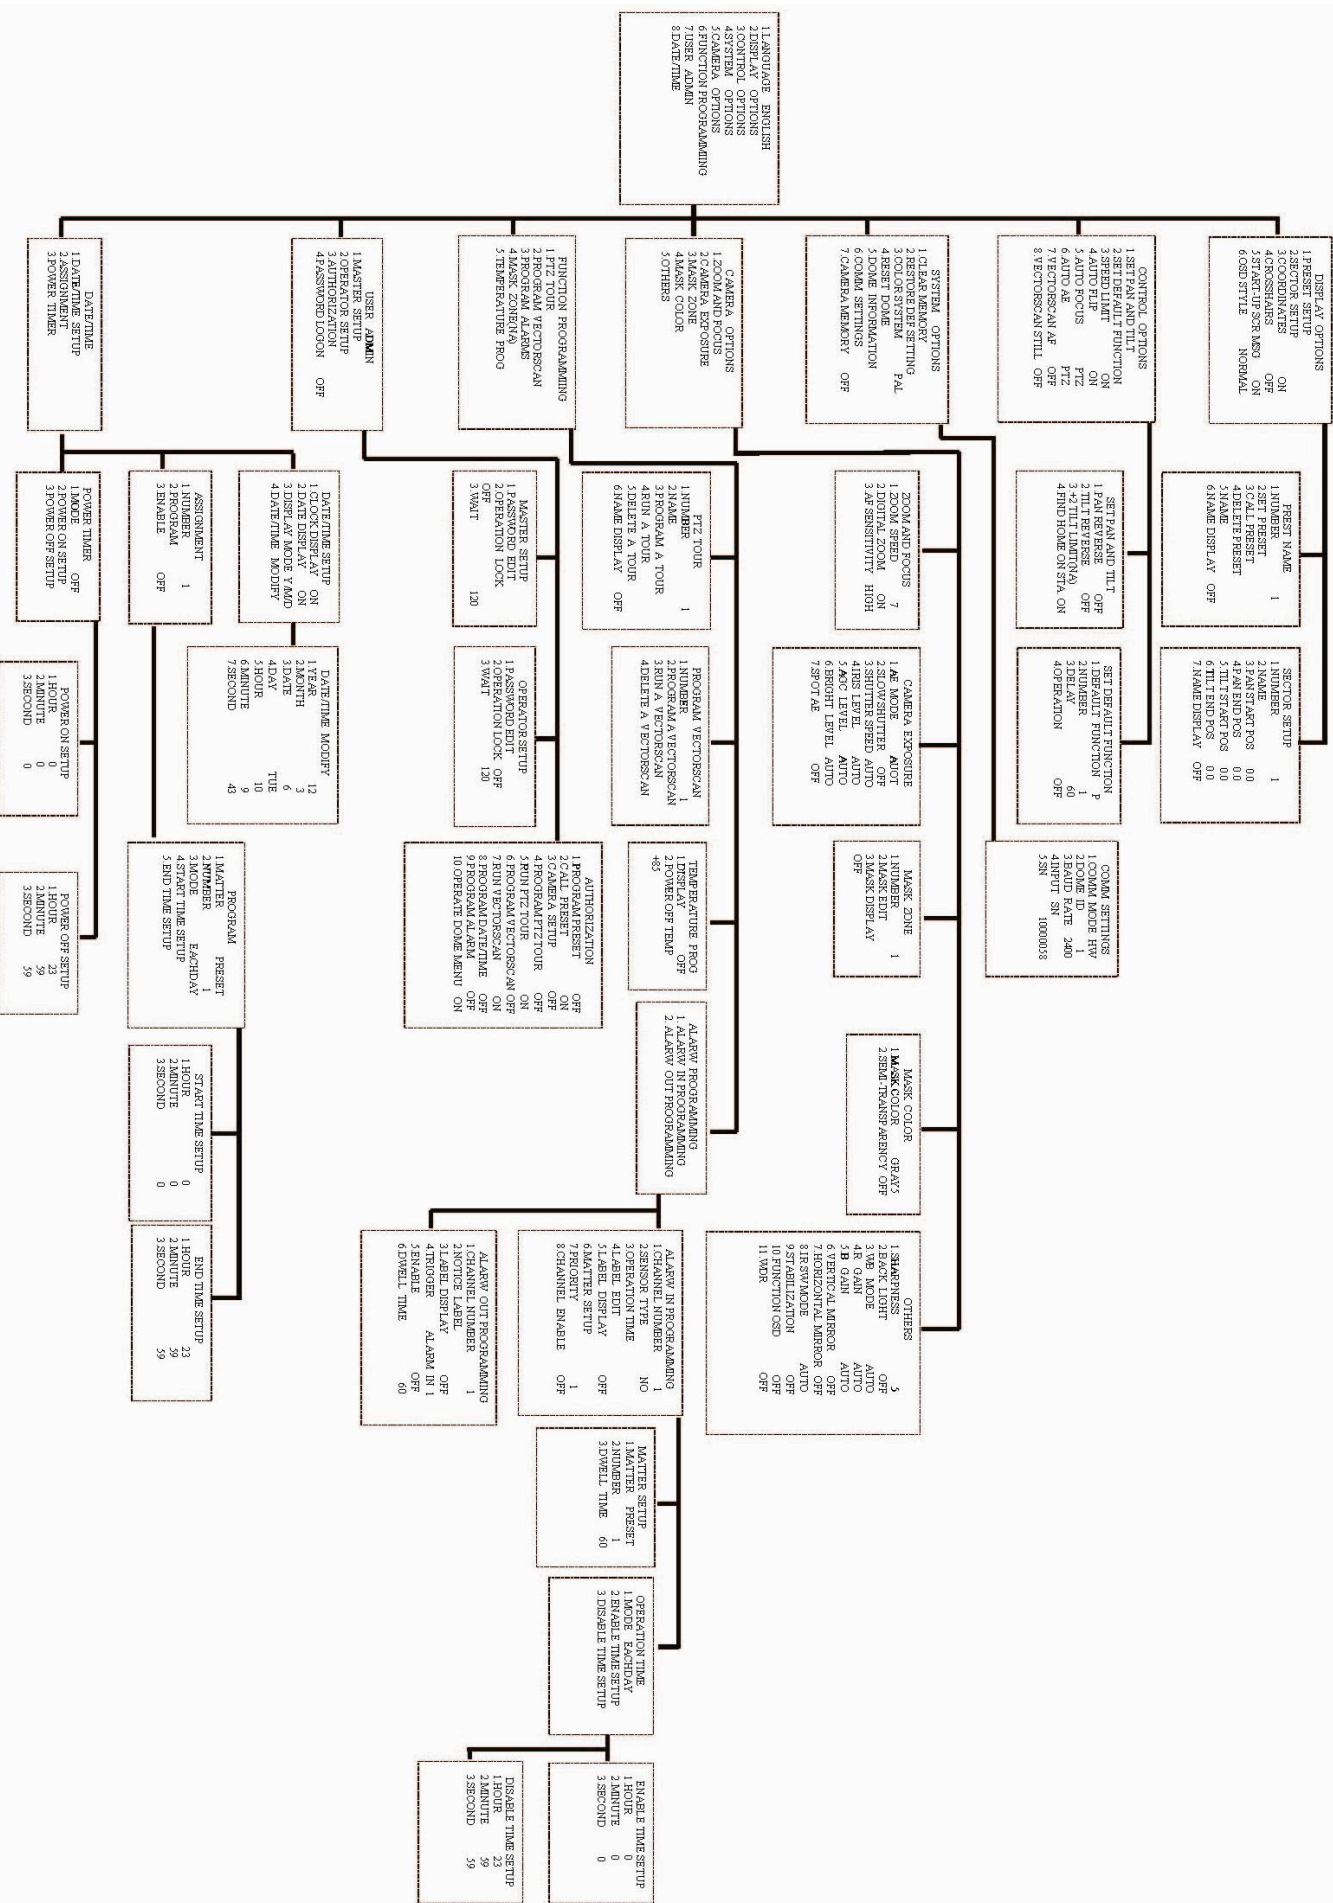 1.LANGUAGE ENGLISH
2.DISPLAY OPTIONS
3.CONTROL OPTIONS
4.SYSTEM OPTIONS
5.CAMERA OPTIONS
6.FUNCTION PROGRAMMIING
7.USER ADMIN
8.DATE/TIME
DISPLAY OPTIONS
1.PRESET SETUP
2.SECTOR SETUP
3.COORDINATES ON
4.CROSSHAIRS OFF
5.START-UP SCR MSG ON
6.OSD STYLE NORMAL
PREST NAME
1.NUMBER 1
2.SET PRESET
3.CALL PRESET
4.DELETE PRESET
5.NAME
6.NAME DISPLAY OFF
SECTOR SETUP
1.NUMBER 1
2.NAME
3.PAN START POS 0.0
4.PAN END POS 0.0
5.TILT START POS 0.0
6.TILT END POS 0.0
7.NAME DISPLAY OFF
CONTROL OPTIONS
1.SET PAN AND TILT
2.SET DEFAULT FUNCTION
3.SPEED LIMIT ON
4.AUTO FLIP ON
5.AUTO FOCUS PTZ
6.AUTO AE PTZ
7.VECTORSCAN AF OFF
8.VECTORSCAN STILL OFF
SET PAN AND TILT
1.PAN REVERSE OFF
2.TILT REVERSE OFF
3.+2 TILT LIMIT(NA)
4.FIND HOME ON STA. ON
SET DEFAULT FUNCTION
1.DEFAULT FUNCTION P
2.NUMBER 1
3.DELAY 60
4.OPERATION OFF
SYSTEM OPTIONS
1.CLEAR MEMORY
2.RESTORE DEF SETTING
3.COLOR SYSTEM PAL
4.RESET DOME
5.DOME INFORMATION
6.COMM SETTINGS
7.CAMERA MEMORY OFF
COMM SETTINGS
1.COMM MODE HW
2.DOME ID 1
3.BAUD RATE 2400
4.INPUT SN
5.SN 10000058
CAMERA OPTIONS
1.ZOOM AND FOCUS
2.CAMERA EXPOSURE
3.MASK ZONE
4.MASK COLOR
5.OTHERS
ZOOM AND FOCUS
1.ZOOM SPEED 7
2.DIGITAL ZOOM ON
3.AF SENSITIVITY HIGH
CAMERA EXPOSURE
1.AE MODE AUOT
2.SLOW SHUTTER OFF
3.SHUTTER SPEED AUTO
4.IRIS LEVEL AUTO
5.AGC LEVEL AUTO
6.BRIGHT LEVEL AUTO
7.SPOT AE OFF
MASK ZONE
1.NUMBER 1
2.MASK EDIT
3.MASK DISPLAY
OFF
MASK COLOR
1.MASK COLOR GRAY5
2.SEMI-TRANSPARENCY OFF
OTHERS
1.SHARPNESS 5
2.BACK LIGHT OFF
3.WB MODE AUTO
4.R GAIN AUTO
5.B GAIN AUTO
6.VERTICAL MIRROR OFF
7.HORIZONTAL MIRROR OFF
8.IR SW MODE AUTO
9.STABILIZATION OFF
10.FUNCTION OSD OFF
11.WDR OFF
FUNCTION PROGRAMMIING
1.PTZ TOUR
2.PROGRAM VECTORSCAN
3.PROGRAM ALARMS
4.MASK ZONE(NA)
5.TEMPERATURE PROG
PTZ TOUR
1.NUMBER 1
2.NAME
3.PROGRAM A TOUR
4.RUN A TOUR
5.DELETE A TOUR
6.NAME DISPLAY OFF
PROGRAM VECTORSCAN
1.NUMBER 1
2.PROGRAM A VECTORSCAN
3.RUN A VECTORSCAN
4.DELETE A VECTORSCAN
TEMPERATURE PROG
1.DISPLAY OFF
2.POWER OFF TEMP
+85
ALARW PROGRAMMING
1. ALARW IN PROGRAMMING
2. ALARW OUT PROGRAMMING
ALARW IN PROGRAMMING
1.CHANNEL NUMBER 1
2.SENSOR TYPE NO
3.OPERATION TIME
4.LABEL EDIT
5.LABEL DISPLAY OFF
6.MATTER SETUP
7.PRIORITY 1
8.CHANNEL ENABLE OFF
ALARW OUT PROGRAMMIING
1.CHANNEL NUMBER 1
2.NOTICE LABEL
3.LABEL DISPLAY OFF
4.TRIGGER ALARM IN 1
5.ENABLE OFF
6.DWELL TIME 60
MATTER SETUP
1.MATTER PRESET
2.NUMBER 1
3.DWELL TIME 60
OPERATION TIME
1.MODE EACHDAY
2.ENABLE TIME SETUP
3.DISABLE TIME SETUP
ENABLE TIME SETUP
1.HOUR 0
2.MINUTE 0
3.SECOND 0
DISABLE TIME SETUP
1.HOUR 23
2.MINUTE 59
3.SECOND 59
USER ADMIN
1.MASTER SETUP
2.OPERATOR SETUP
3.AUTHORIZATION
4.PASSWORD LOGON OFF
MASTER SETUP
1.PASSWORD EDIT
2.OPERATION LOCK
OFF
3.WAIT 120
OPERATOR SETUP
1.PASSWORD EDIT
2.OPERATION LOCK OFF
3.WAIT 120
AUTHORIZATION
1.PROGRAM PRESET OFF
2.CALL PRESET ON
3.CAMERA SETUP OFF
4.PROGRAM PTZ TOUR OFF
5.RUN PTZ TOUR ON
6.PROGRAM VECTORSCAN OFF
7.RUN VECTORSCAN ON
8.PROGRAM DATE/TIME OFF
9.PROGRAM ALARM OFF
10.OPERATE DOME MENU ON
DATE/TIME
1.DATE/TIME SETUP
2.ASSIGNMENT
3.POWER TIMER
DATE/TIME SETUP
1.CLOCK DISPLAY ON
2.DATE DISPLAY ON
3.DISPLAY MODE Y/M/D
4.DATE/TIME MODIFY
DATE/TIME MODIFY
1.YEAR 12
2.MONTH 3
3.DATE 6
4.DAY TUE
5.HOUR 10
6.MINUTE 9
7.SECOND 43
ASSIGNMENT
1.NUMBER 1
2.PROGRAM
3.ENABLE OFF
PROGRAM
1.MATTER PRESET
2.NUMBER 1
3.MODE EACHDAY
4.START TIME SETUP
5.END TIME SETUP
START TIME SETUP
1.HOUR 0
2.MINUTE 0
3.SECOND 0
END TIME SETUP
1.HOUR 23
2.MINUTE 59
3.SECOND 59
POWER TIMER
1.MODE OFF
2.POWER ON SETUP
3.POWER OFF SETUP
POWER ON SETUP
1.HOUR 0
2.MINUTE 0
3.SECOND 0
POWER OFF SETUP
1.HOUR 23
2.MINUTE 59
3.SECOND 59